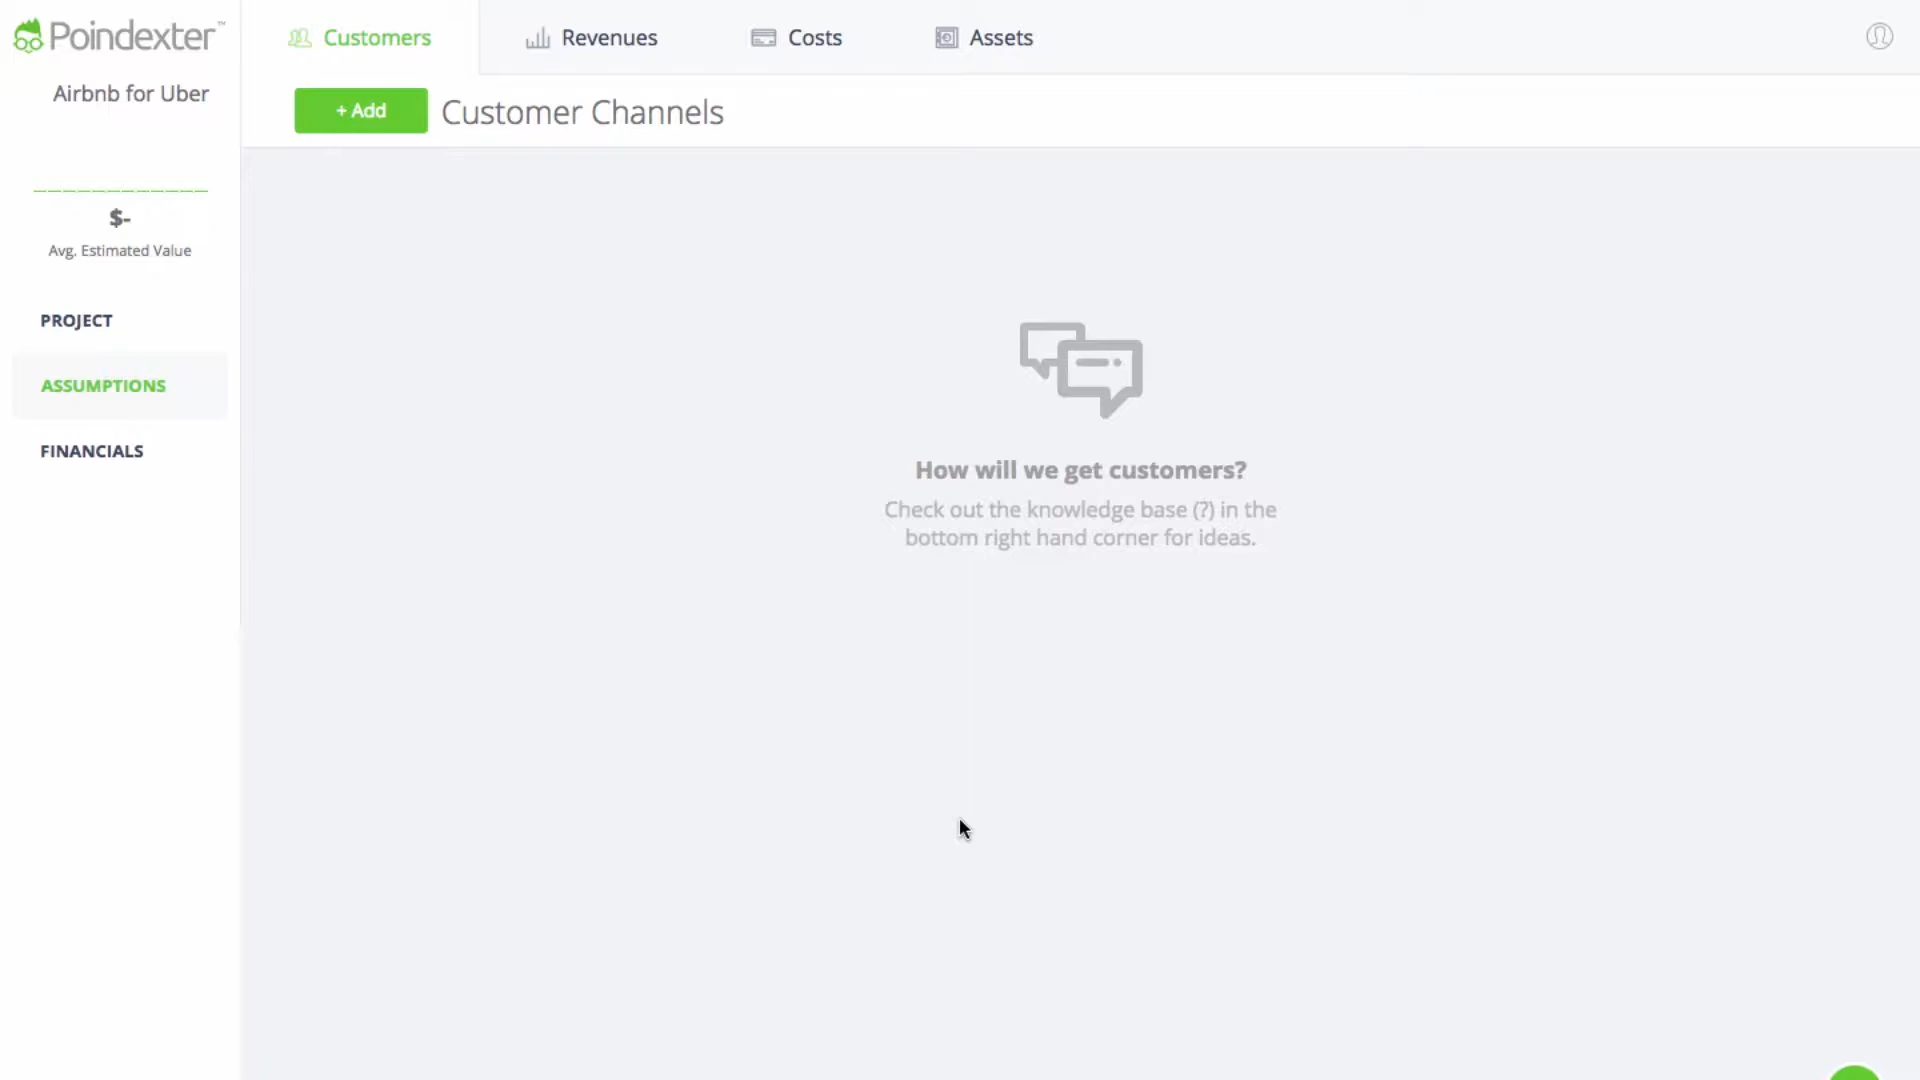 Poindexter™
Airbnb for Uber
$-
Avg. Estimated Value
PROJECT
ASSUMPTIONS
FINANCIALS
Customers
Revenues
Costs
Assets
+ Add
Customer Channels
How will we get customers?
Check out the knowledge base (?) in the
bottom right hand corner for ideas.